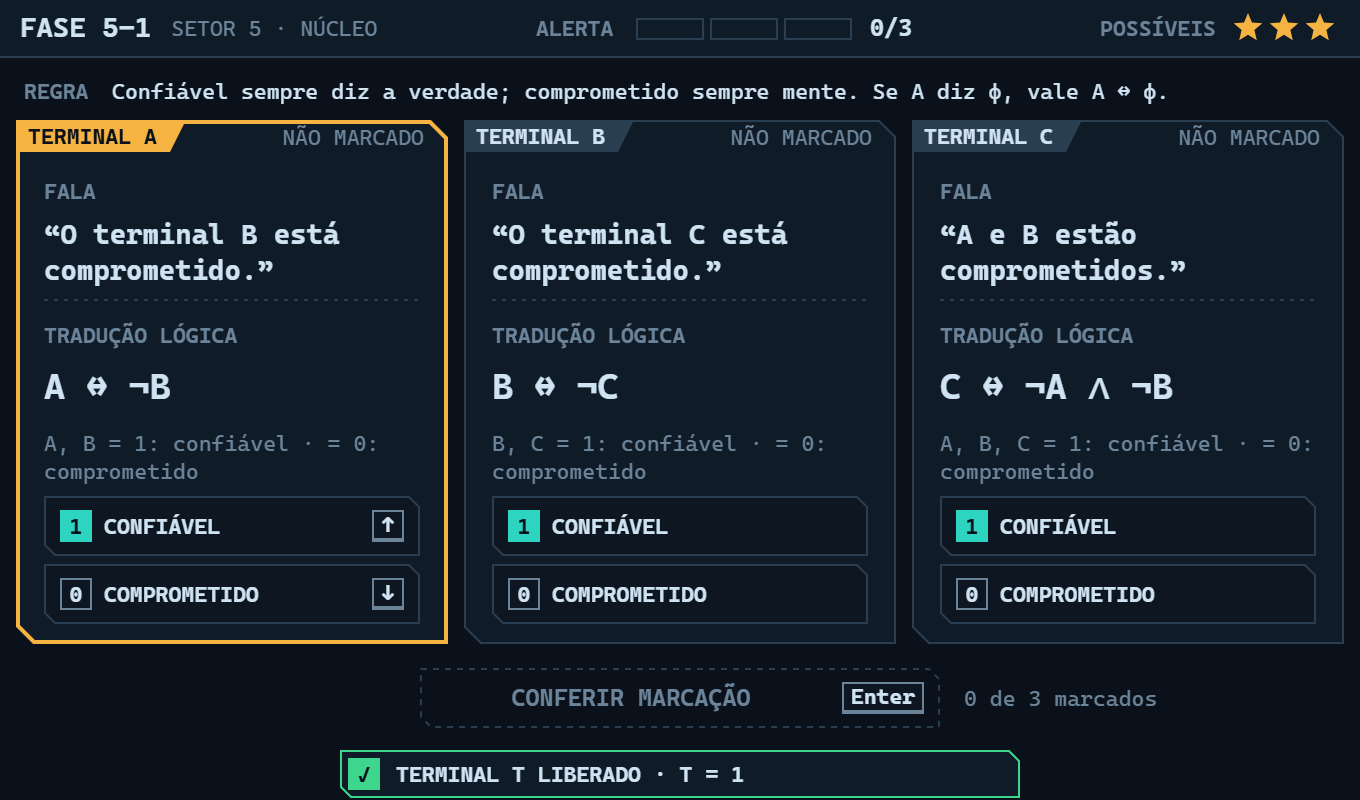 FASE 5–1 SETOR 5 · NÚCLEO ALERTA 0/3 POSSÍVEIS
REGRA Confiável sempre diz a verdade; comprometido sempre mente. Se A diz ϕ, vale A ⇔ ϕ.
TERMINAL A NÃO MARCADO
FALA
“O terminal B está
comprometido.”
TRADUÇÃO LÓGICA
A ⇔ ¬B
A, B = 1: confiável · = 0:
comprometido
1 CONFIÁVEL ↑
0 COMPROMETIDO ↓
TERMINAL B NÃO MARCADO
FALA
“O terminal C está
comprometido.”
TRADUÇÃO LÓGICA
B ⇔ ¬C
B, C = 1: confiável · = 0:
comprometido
1 CONFIÁVEL
0 COMPROMETIDO
TERMINAL C NÃO MARCADO
FALA
“A e B estão
comprometidos.”
TRADUÇÃO LÓGICA
C ⇔ ¬A ∧ ¬B
A, B, C = 1: confiável · = 0:
comprometido
1 CONFIÁVEL
0 COMPROMETIDO
CONFERIR MARCAÇÃO Enter 0 de 3 marcados
√ TERMINAL T LIBERADO · T = 1